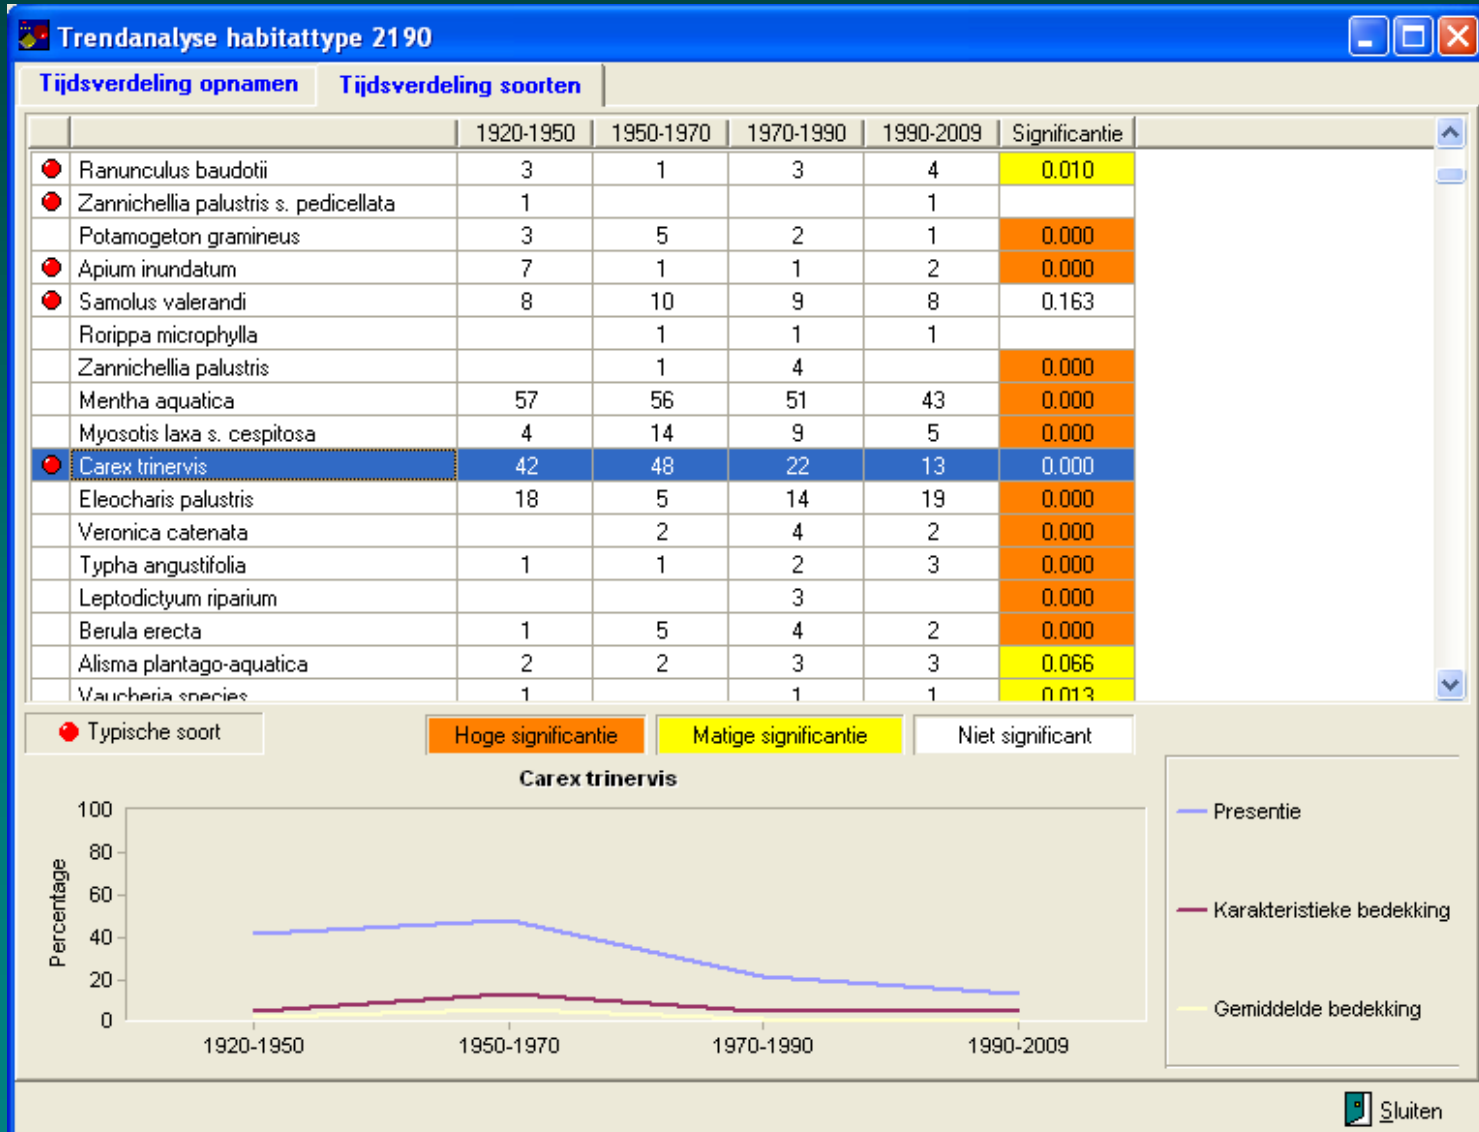 Trendanalyse habitattype 2190
Tijdsverdeling opnamen Tijdsverdeling soorten
1920-1950 1950-1970 1970-1990 1990-2009 Significantie
Ranunculus baudotii 3 1 3 4 0.010
Zannichellia palustris s. pedicellata 1 1
Potamogeton gramineus 3 5 2 1 0.000
Apium inundatum 7 1 1 2 0.000
Samolus valerandi 8 10 9 8 0.163
Rorippa microphylla 1 1 1
Zannichellia palustris 1 4 0.000
Mentha aquatica 57 56 51 43 0.000
Myosotis laxa s. cespitosa 4 14 9 5 0.000
Carex trinervis 42 48 22 13 0.000
Eleocharis palustris 18 5 14 19 0.000
Veronica catenata 2 4 2 0.000
Typha angustifolia 1 1 2 3 0.000
Leptodictyum riparium 3 0.000
Berula erecta 1 5 4 2 0.000
Alisma plantago-aquatica 2 2 3 3 0.066
Vaucheria species 1 1 1 0.013
Typische soort Hoge significantie Matige significantie Niet significant
Carex trinervis
Percentage
100
80
60
40
20
0
1920-1950 1950-1970 1970-1990 1990-2009
Presentie
Karakteristieke bedekking
Gemiddelde bedekking
Sluiten